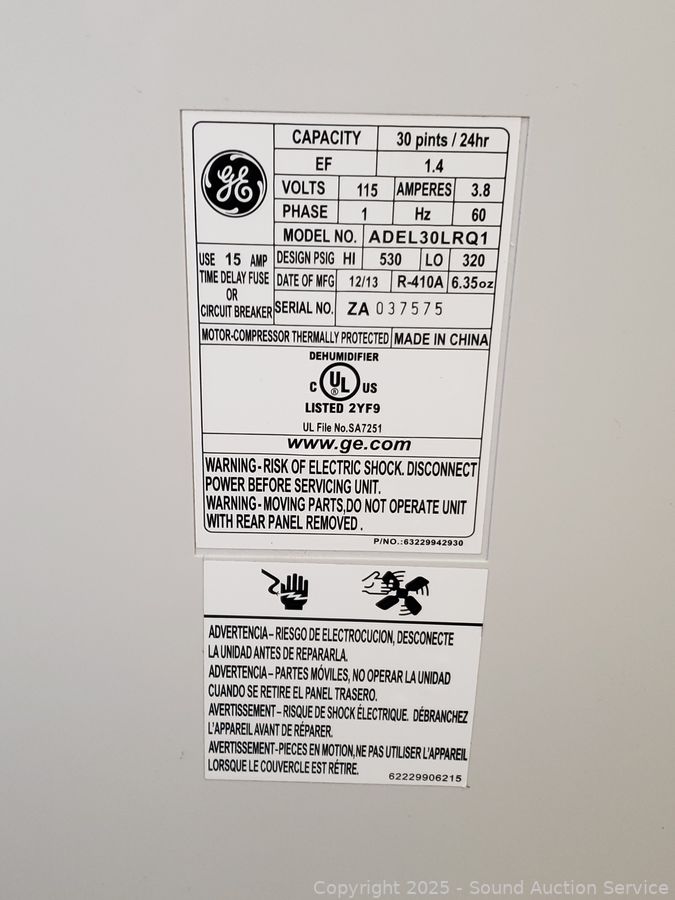 GE
CAPACITY 30 pints / 24hr
EF 1.4
VOLTS 115 AMPERES 3.8
PHASE 1 Hz 60
MODEL NO. ADEL30LRQ1
USE 15 AMP
TIME DELAY FUSE
OR
CIRCUIT BREAKER
DESIGN PSIG HI 530 LO 320
DATE OF MFG 12/13 R-410A 6.35oz
SERIAL NO. ZA 037575
MOTOR-COMPRESSOR THERMALLY PROTECTED MADE IN CHINA
DEHUMIDIFIER
C UL ® US
LISTED 2YF9
UL File No.SA7251
www.ge.com
WARNING-RISK OF ELECTRIC SHOCK. DISCONNECT
POWER BEFORE SERVICING UNIT.
WARNING-MOVING PARTS,DO NOT OPERATE UNIT
WITH REAR PANEL REMOVED .
P/NO.:63229942930
ADVERTENCIA– RIESGO DE ELECTROCUCION, DESCONECTE
LA UNIDAD ANTES DE REPARARLA.
ADVERTENCIA– PARTES MÓVILES, NO OPERAR LA UNIDAD
CUANDO SE RETIRE EL PANEL TRASERO.
AVERTISSEMENT– RISQUE DE SHOCK ÉLECTRIQUE. DÉBRANCHEZ
L'APPAREIL AVANT DE RÉPARER.
AVERTISSEMENT-PIECES EN MOTION,NE PAS UTILISER L'APPAREIL
LORSQUE LE COUVERCLE EST RÉTIRE.
62229906215
Copyright 2025 - Sound Auction Service